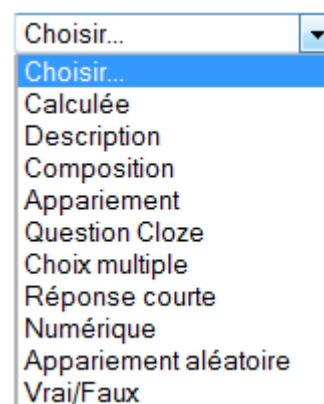 Choisir...
Choisir...
Calculée
Description
Composition
Appariement
Question Cloze
Choix multiple
Réponse courte
Numérique
Appariement aléatoire
Vrai/Faux